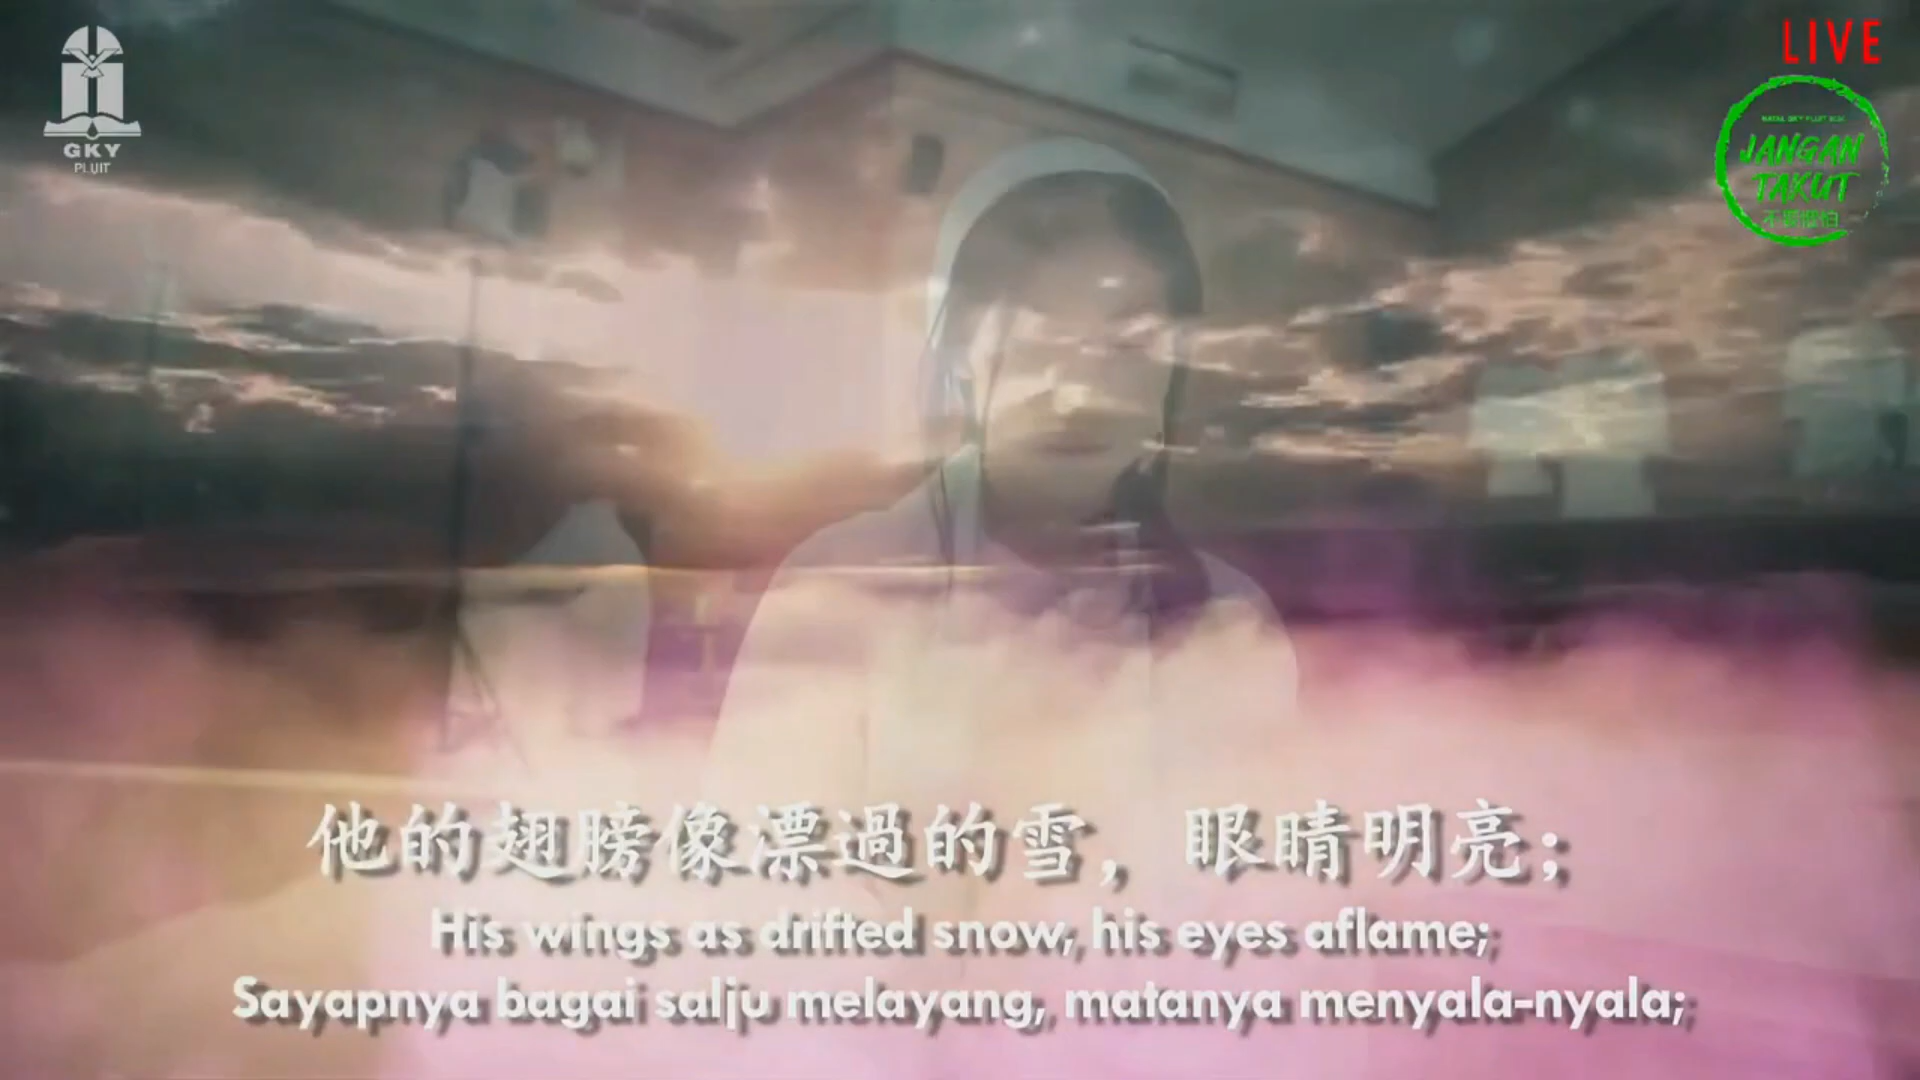 GKY
PLUIT
LIVE
JANGAN
TAKUT
他的翅膀像漂過的雪，眼睛明亮；
His wings as drifted snow, his eyes aflame;
Sayapnya bagai salju melayang, matanya menyala-nyala;